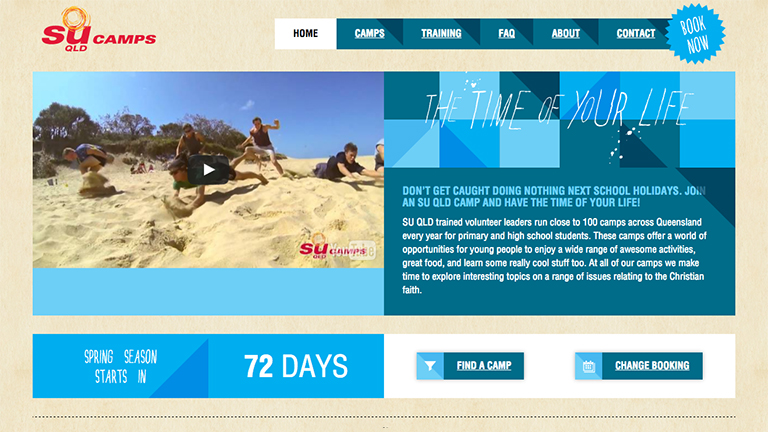 su CAMPS
QLD
HOME
CAMPS
TRAINING
FAQ
ABOUT
CONTACT
BOOK
NOW
THE TIME OF YOUR LIFE
DON'T GET CAUGHT DOING NOTHING NEXT SCHOOL HOLIDAYS. JOIN
AN SU QLD CAMP AND HAVE THE TIME OF YOUR LIFE!
SU QLD trained volunteer leaders run close to 100 camps across Queensland
every year for primary and high school students. These camps offer a world of
opportunities for young people to enjoy a wide range of awesome activities,
great food, and learn some really cool stuff too. At all of our camps we make
time to explore interesting topics on a range of issues relating to the Christian
faith.
su CAMPS
QLD
YouTube
SPRING SEASON
STARTS IN
72 DAYS
FIND A CAMP
CHANGE BOOKING